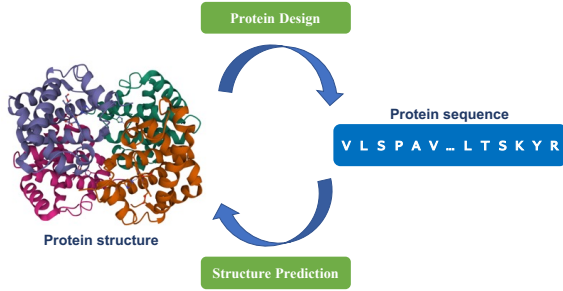 Protein Design
Protein sequence
V L S P A V ... L T S K Y R
Protein structure
Structure Prediction